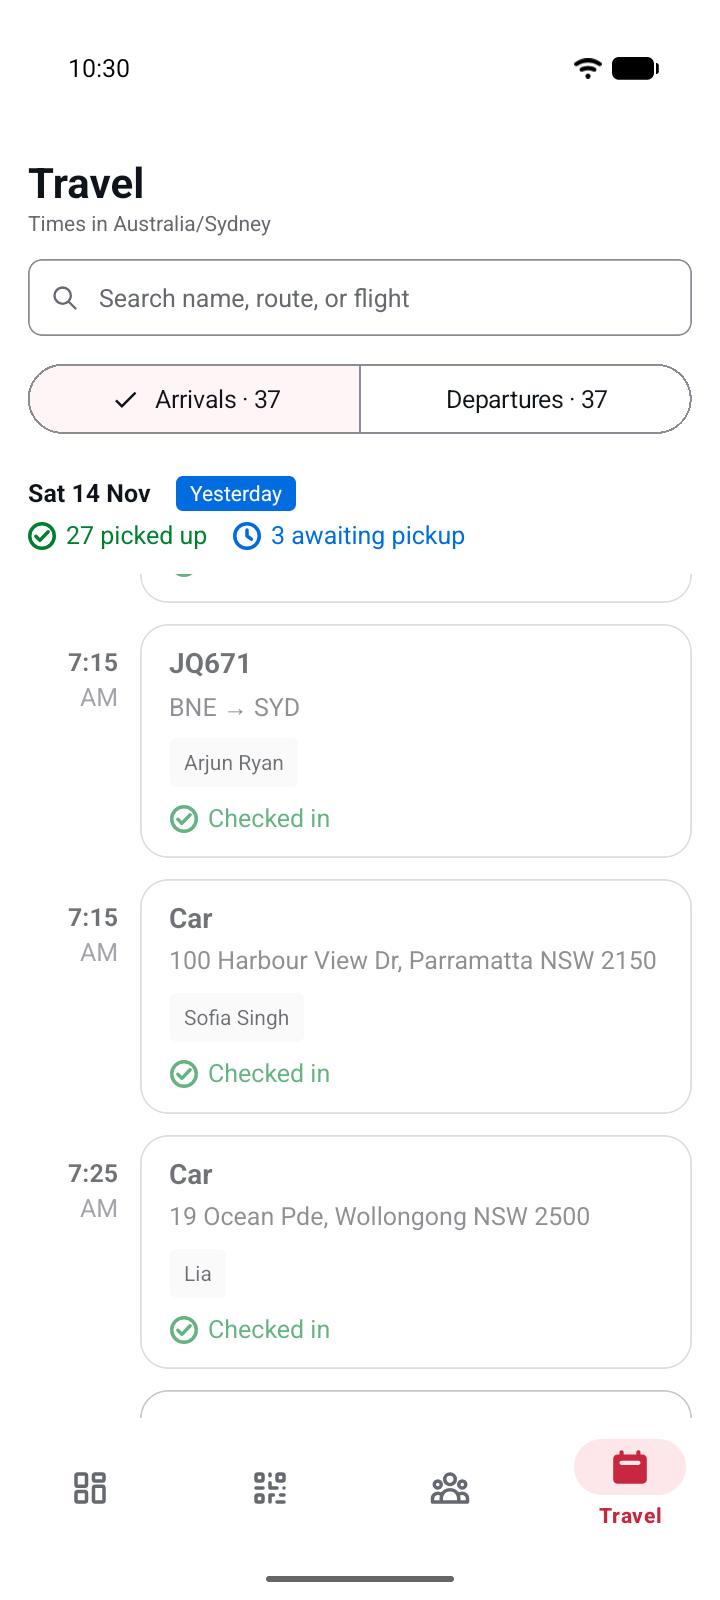 10:30
Travel
Times in Australia/Sydney
Search name, route, or flight
Arrivals · 37
Departures · 37
Sat 14 Nov
Yesterday
27 picked up
3 awaiting pickup
7:15
AM
JQ671
BNE → SYD
Arjun Ryan
Checked in
7:15
AM
Car
100 Harbour View Dr, Parramatta NSW 2150
Sofia Singh
Checked in
7:25
AM
Car
19 Ocean Pde, Wollongong NSW 2500
Lia
Checked in
Travel